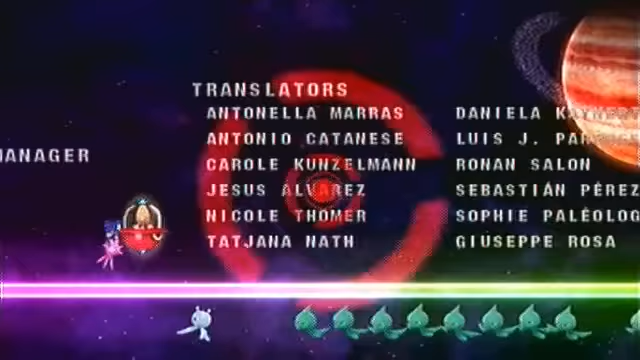 TRANSLATORS
ANTONELLA MARRAS
ANTONIO CATANESE
CAROLE KUNZELMANN
JESUS ALVAREZ
NICOLE THOMER
TATJANA NATH
DANIELA
LUIS J.
RONAN SALON
SEBASTIÁN PÉREZ
SOPHIE PALÉOLOG
GIUSEPPE ROSA
MANAGER